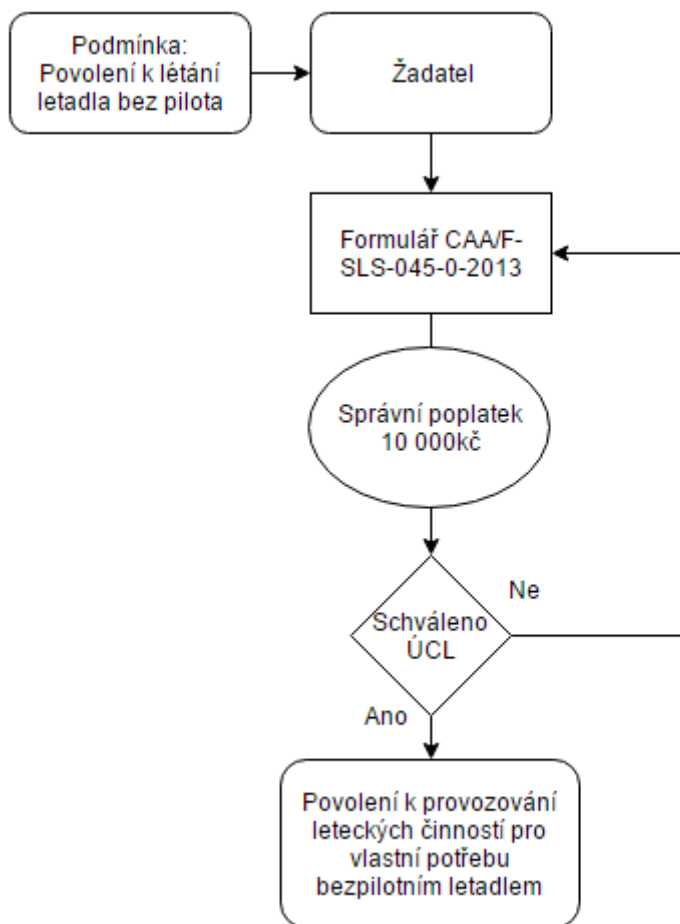 Podmínka:
Povolení k létání
letadla bez pilota
Žadatel
Formulář CAA/F-
SLS-045-0-2013
Správní poplatek
10 000kč
Schváleno
ÚCL
Ne
Ano
Povolení k provozování
leteckých činností pro
vlastní potřebu
bezpilotním letadlem